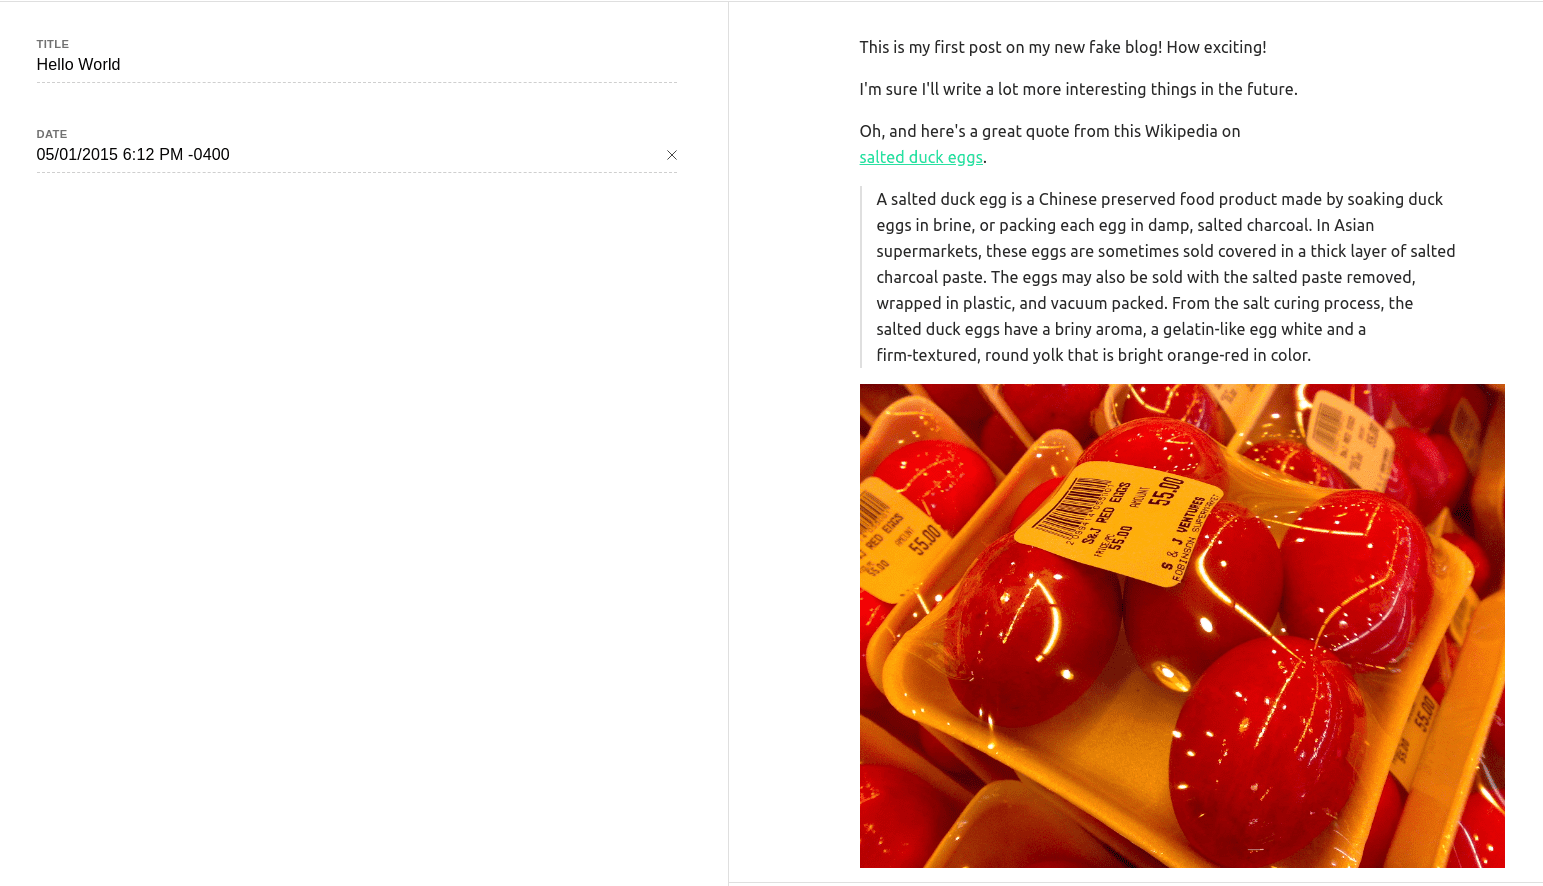 TITLE
Hello World
DATE
05/01/2015 6:12 PM -0400
This is my first post on my new fake blog! How exciting!
I'm sure I'll write a lot more interesting things in the future.
Oh, and here's a great quote from this Wikipedia on
salted duck eggs.
A salted duck egg is a Chinese preserved food product made by soaking duck
eggs in brine, or packing each egg in damp, salted charcoal. In Asian
supermarkets, these eggs are sometimes sold covered in a thick layer of salted
charcoal paste. The eggs may also be sold with the salted paste removed,
wrapped in plastic, and vacuum packed. From the salt curing process, the
salted duck eggs have a briny aroma, a gelatin-like egg white and a
firm-textured, round yolk that is bright orange-red in color.
S&J RED EGGS
AMOUNT
55.00
55.00
S & J VENTURES
ROBINSON SUPERMARKET
RED EGGS
AMOUNT
55.00
55.00
55.00